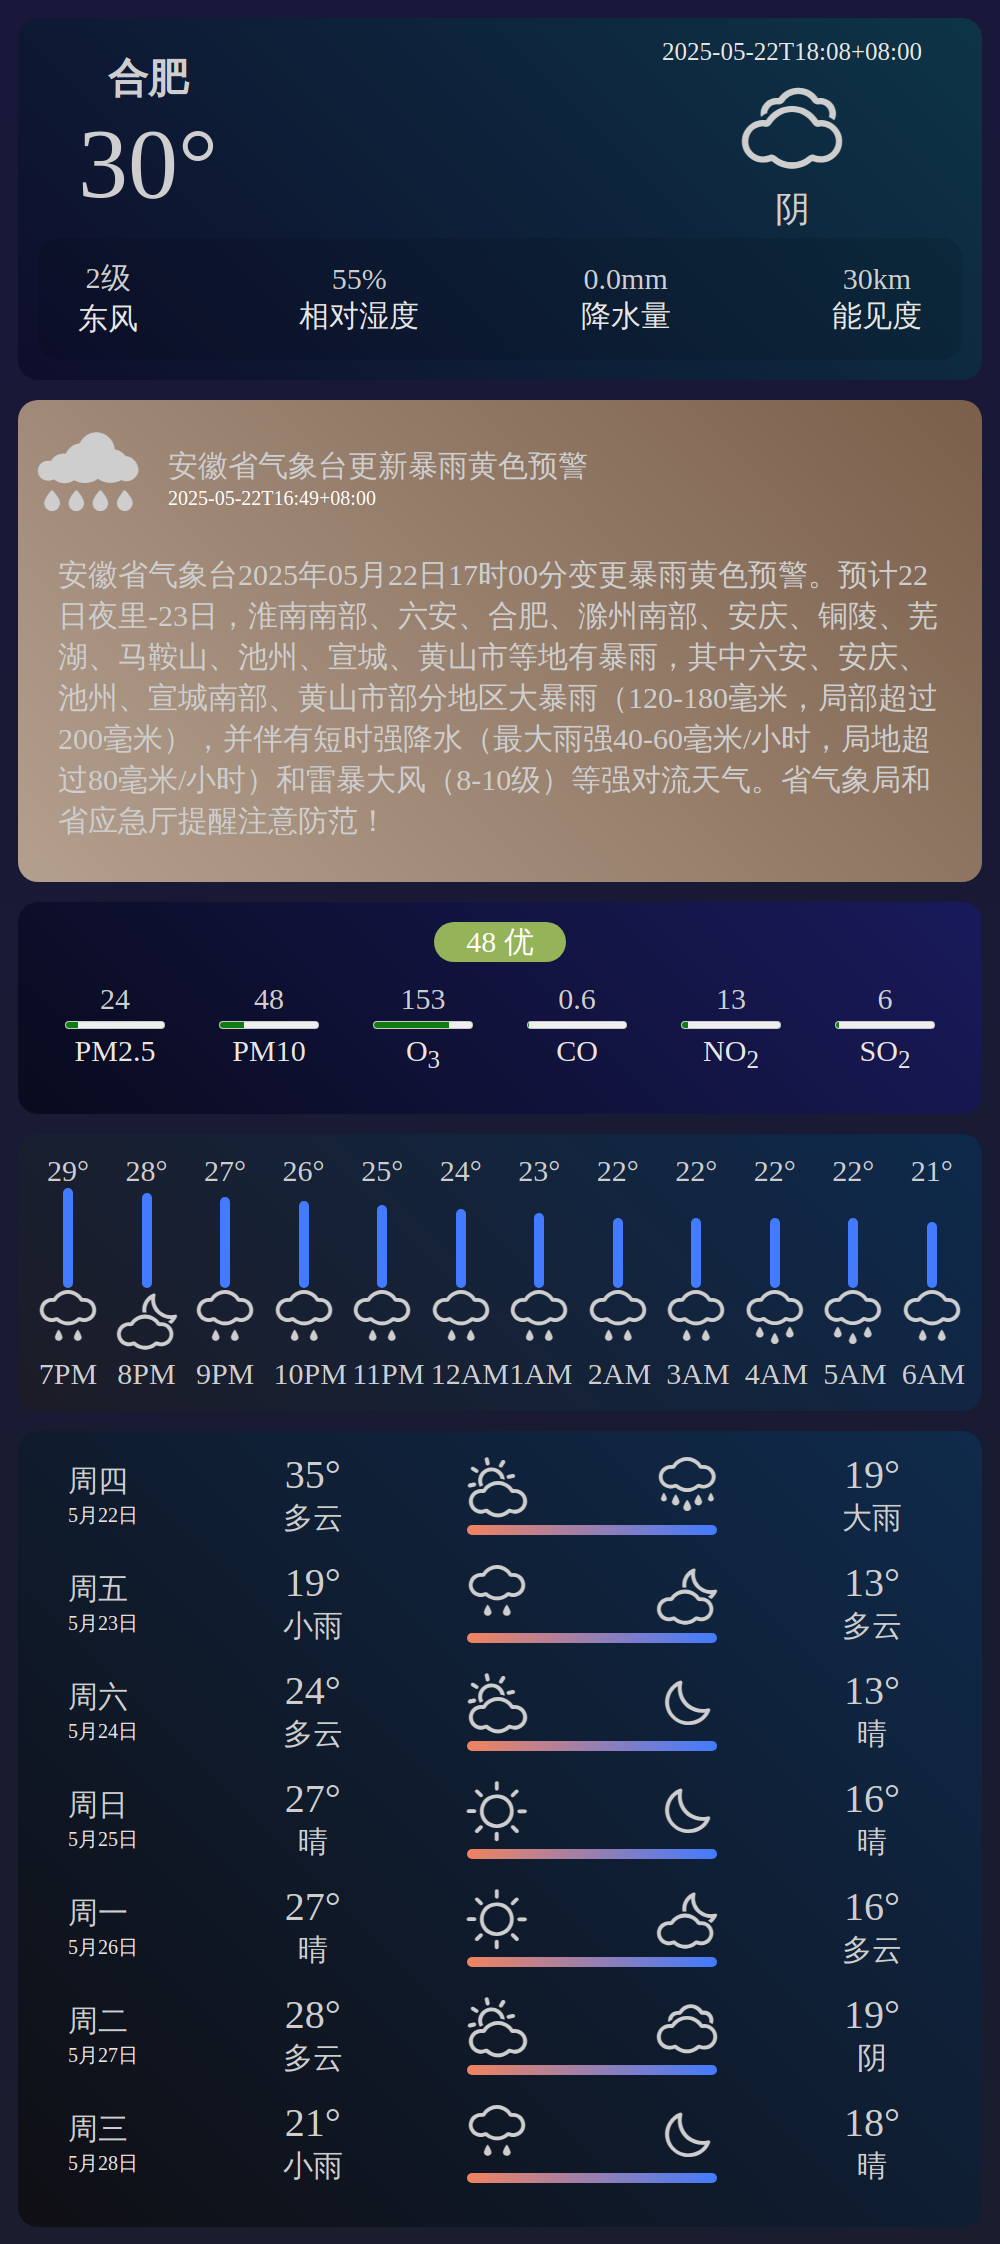 合肥
30°
2025-05-22T18:08+08:00
阴
2级 55% 0.0mm 30km
东风 相对湿度 降水量 能见度
安徽省气象台更新暴雨黄色预警
2025-05-22T16:49+08:00
安徽省气象台2025年05月22日17时00分变更暴雨黄色预警。预计22
日夜里-23日，淮南南部、六安、合肥、滁州南部、安庆、铜陵、芜
湖、马鞍山、池州、宣城、黄山市等地有暴雨，其中六安、安庆、
池州、宣城南部、黄山市部分地区大暴雨（120-180毫米，局部超过
200毫米），并伴有短时强降水（最大雨强40-60毫米/小时，局地超
过80毫米/小时）和雷暴大风（8-10级）等强对流天气。省气象局和
省应急厅提醒注意防范！
48 优
24 48 153 0.6 13 6
PM2.5 PM10 O3 CO NO2 SO2
29° 28° 27° 26° 25° 24° 23° 22° 22° 22° 22° 21°
7PM 8PM 9PM 10PM 11PM 12AM 1AM 2AM 3AM 4AM 5AM 6AM
周四 35° 19°
5月22日 多云 大雨
周五 19° 13°
5月23日 小雨 多云
周六 24° 13°
5月24日 多云 晴
周日 27° 16°
5月25日 晴 晴
周一 27° 16°
5月26日 晴 多云
周二 28° 19°
5月27日 多云 阴
周三 21° 18°
5月28日 小雨 晴